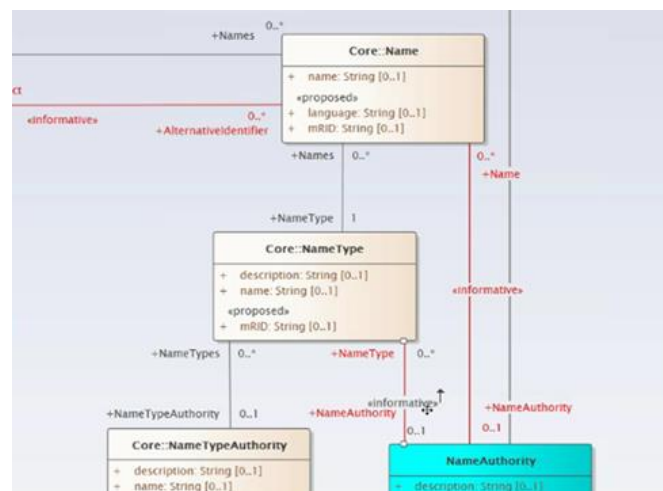 0..*
+Names
Core::Name
+ name: String [0..1]
«proposed»
+ language: String [0..1]
+ mRID: String [0..1]
ct
«informative»
0..*
+AlternativeIdentifier
+Names 0..*
0..*
+Name
+NameType 1
Core::NameType
+ description: String [0..1]
+ name: String [0..1]
«proposed»
+ mRID: String [0..1]
«informative»
+NameTypes 0..*
+NameType 0..*
«informative»
+NameTypeAuthority 0..1
+NameAuthority
0..1
+NameAuthority
0..1
Core::NameTypeAuthority
+ description: String [0..1]
+ name: String [0..1]
NameAuthority
+ description: String [0..1]